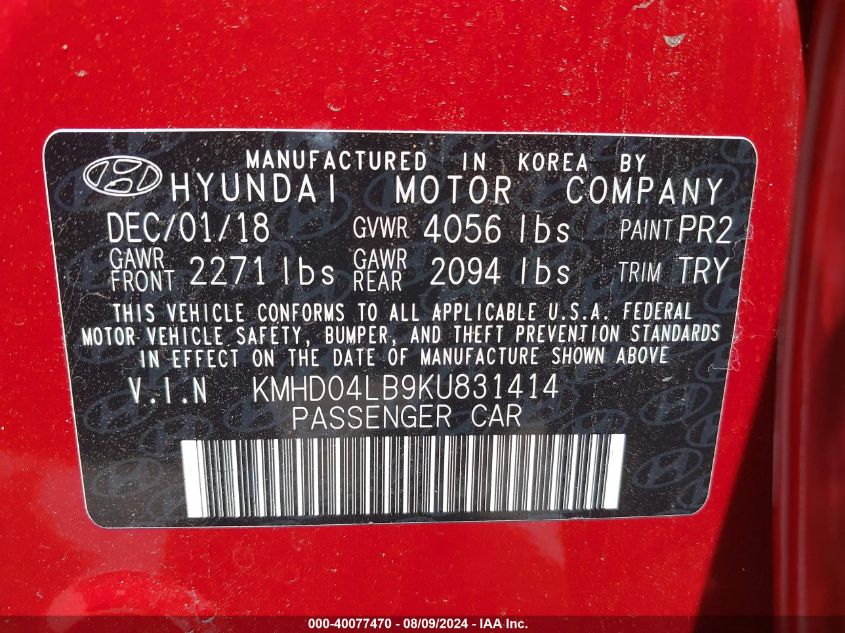 MANUFACTURED IN KOREA BY
HYUNDAI MOTOR COMPANY
DEC/01/18 GVWR 4056 lbs PAINT PR2
GAWR FRONT 2271 lbs GAWR REAR 2094 lbs TRIM TRY
THIS VEHICLE CONFORMS TO ALL APPLICABLE U.S.A. FEDERAL
MOTOR VEHICLE SAFETY, BUMPER, AND THEFT PREVENTION STANDARDS
IN EFFECT ON THE DATE OF MANUFACTURE SHOWN ABOVE
V.I.N KMHD04LB9KU831414
PASSENGER CAR
000-40077470 - 08/09/2024 - IAA Inc.